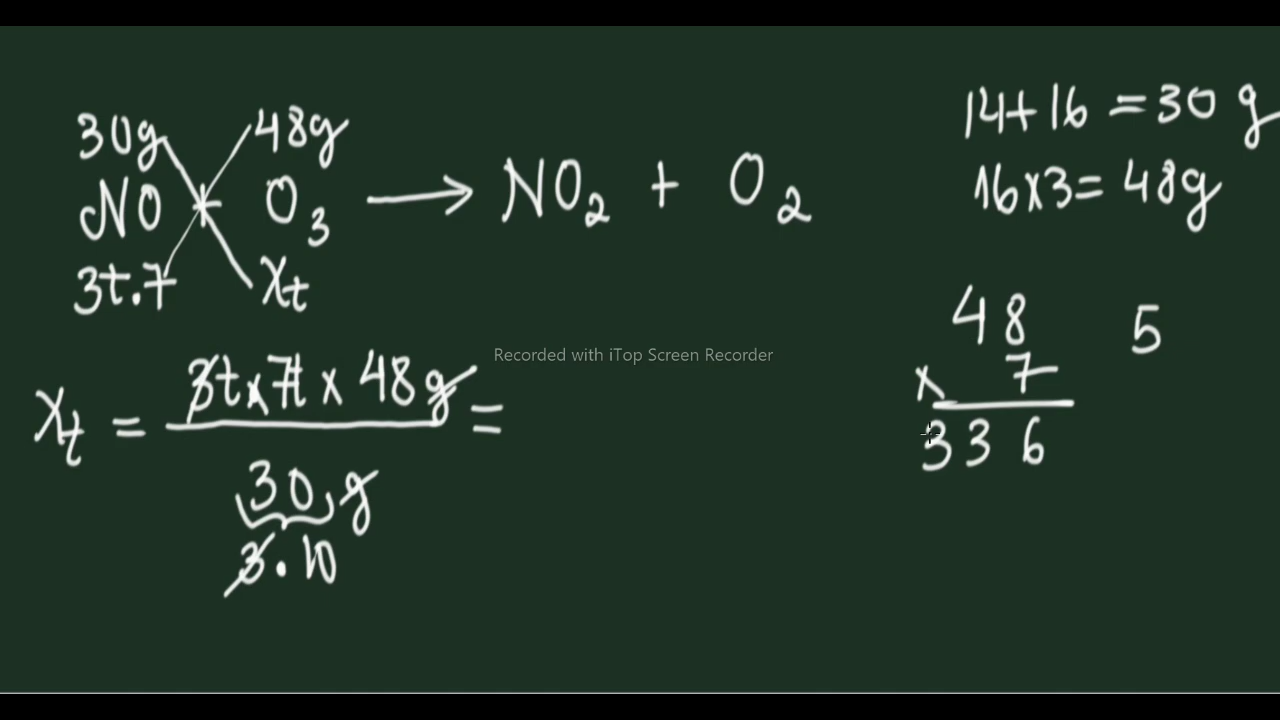 14+16 = 30 g
30g 48g
16x3 = 48g
NO O₃ → NO₂ + O₂
3t.7 Xt
48 5
x 7
336
Recorded with iTop Screen Recorder
Xt = 3t x 7t x 48g =
30 g
3 . 10